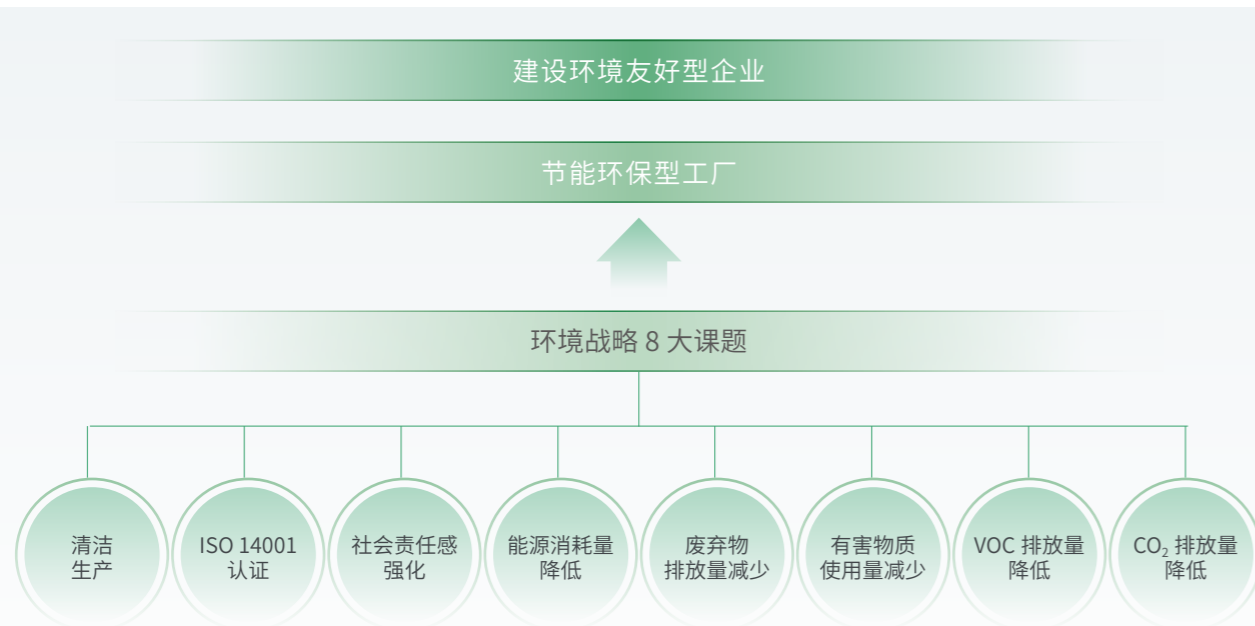 建设环境友好型企业
节能环保型工厂
环境战略 8 大课题
清洁
生产
ISO 14001
认证
社会责任感
强化
能源消耗量
降低
废弃物
排放量减少
有害物质
使用量减少
VOC 排放量
降低
CO₂ 排放量
降低